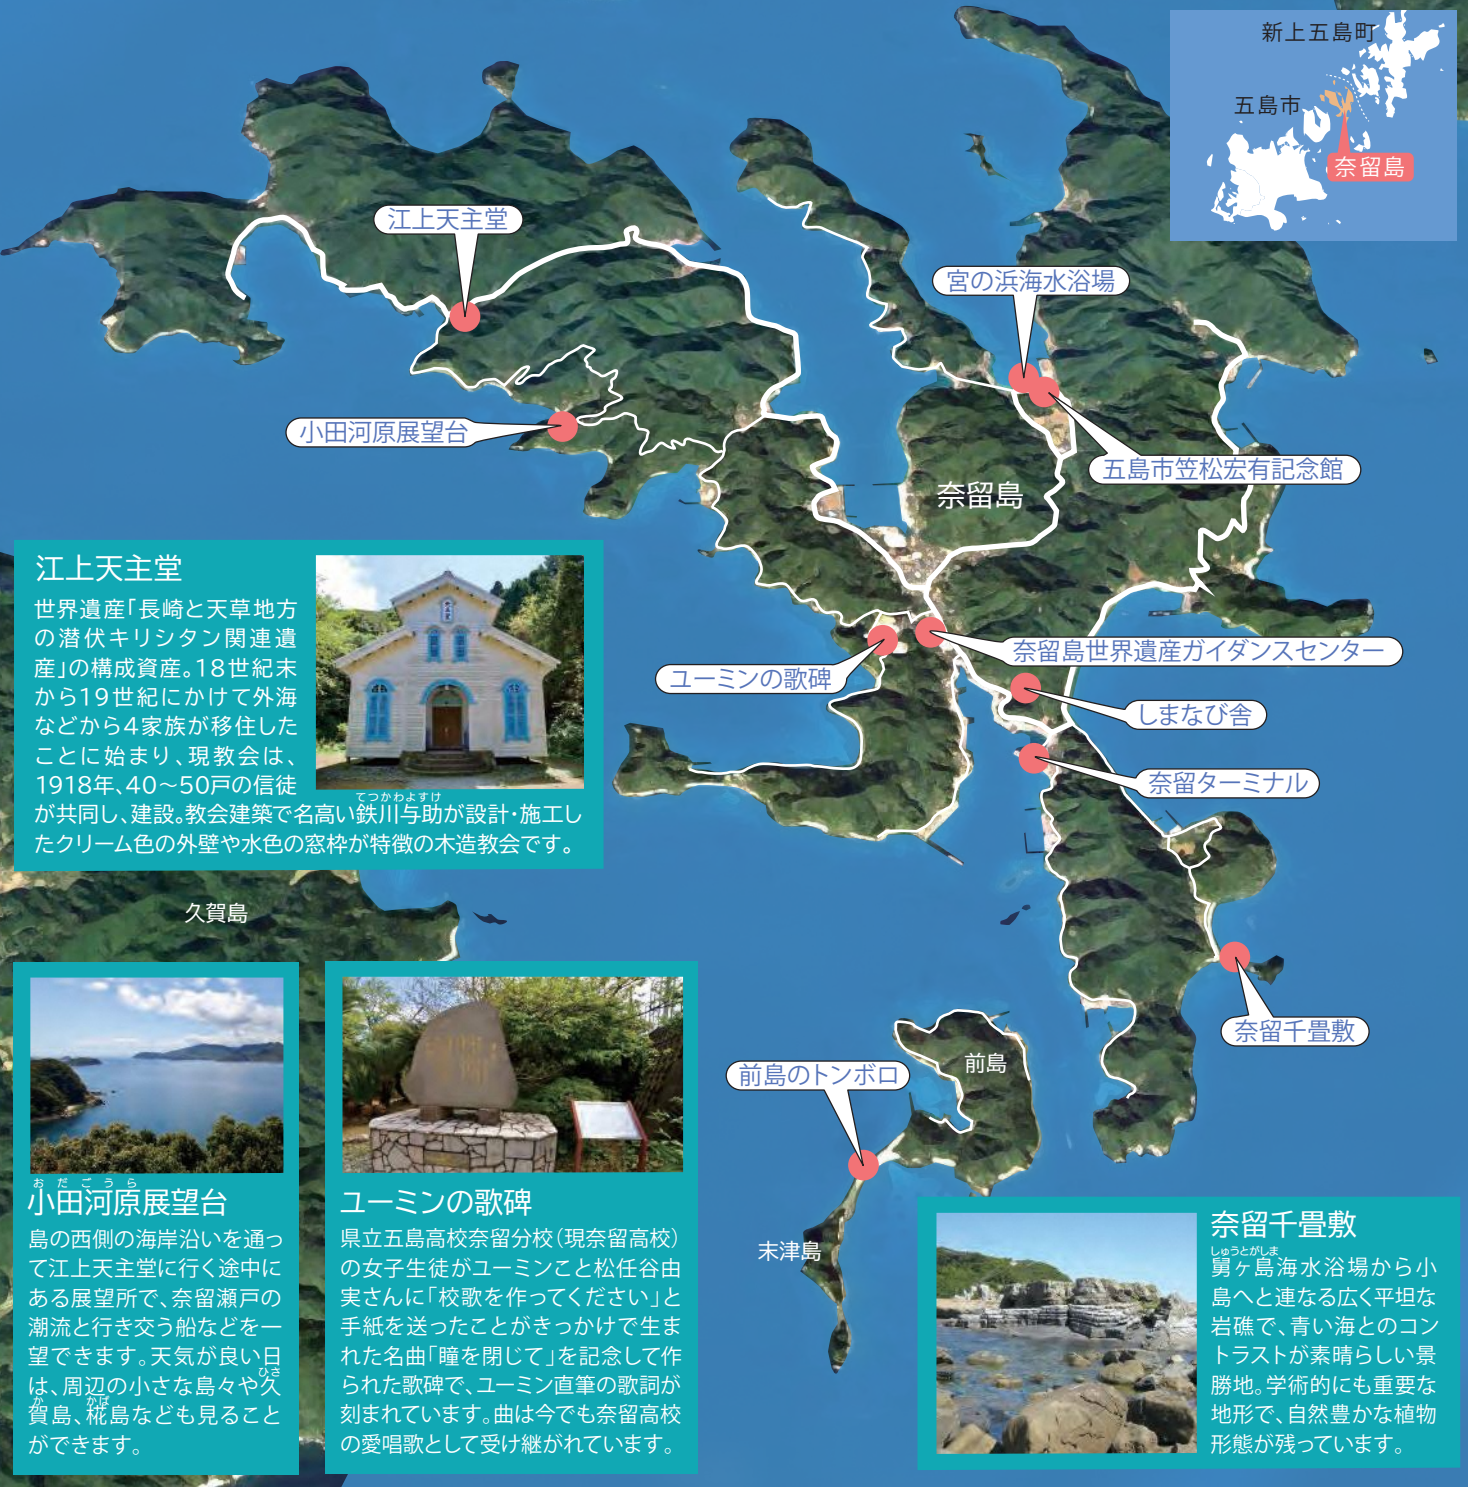 新上五島町
五島市
奈留島
江上天主堂
宮の浜海水浴場
小田河原展望台
五島市笠松宏有記念館
奈留島
奈留島世界遺産ガイダンスセンター
ユーミンの歌碑
しまなび舎
奈留ターミナル
奈留千畳敷
前島のトンボロ
前島
末津島
久賀島
江上天主堂
世界遺産「長崎と天草地方
の潜伏キリシタン関連遺
産」の構成資産。18世紀末
から19世紀にかけて外海
などから4家族が移住した
ことに始まり、現教会は、
1918年、40〜50戸の信徒
てつかわよすけ
が共同し、建設。教会建築で名高い鉄川与助が設計・施工し
たクリーム色の外壁や水色の窓枠が特徴の木造教会です。
おだごうら
小田河原展望台
島の西側の海岸沿いを通っ
て江上天主堂に行く途中に
ある展望所で、奈留瀬戸の
潮流と行き交う船などを一
望できます。天気が良い日
ひさ
は、周辺の小さな島々や久
か かば
賀島、椛島なども見ること
ができます。
ユーミンの歌碑
県立五島高校奈留分校（現奈留高校）
の女子生徒がユーミンこと松任谷由
実さんに「校歌を作ってください」と
手紙を送ったことがきっかけで生ま
れた名曲「瞳を閉じて」を記念して作
られた歌碑で、ユーミン直筆の歌詞が
刻まれています。曲は今でも奈留高校
の愛唱歌として受け継がれています。
奈留千畳敷
しゅうとがしま
舅ヶ島海水浴場から小
島へと連なる広く平坦な
岩礁で、青い海とのコン
トラストが素晴らしい景
勝地。学術的にも重要な
地形で、自然豊かな植物
形態が残っています。